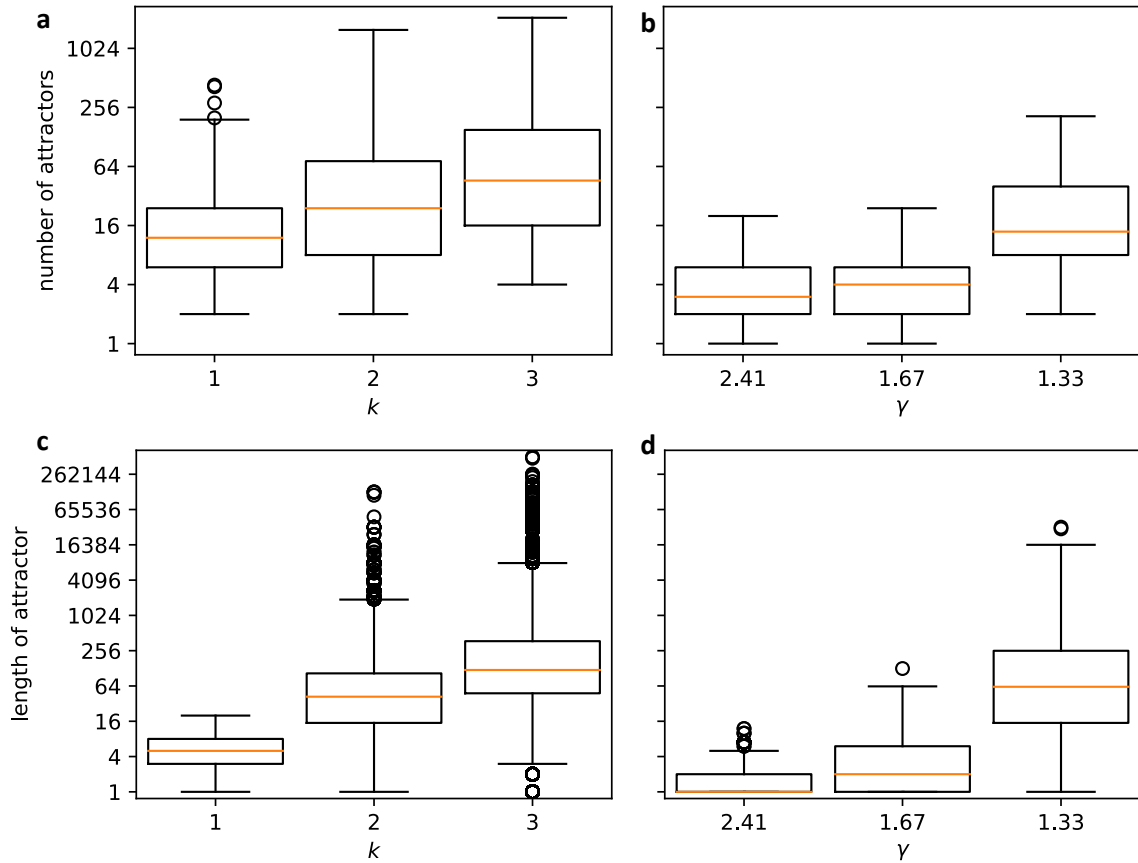 a
number of attractors
1024
256
64
16
4
1
1
2
3
k
b
2.41
1.67
1.33
γ
c
length of attractor
262144
65536
16384
4096
1024
256
64
16
4
1
1
2
3
k
d
2.41
1.67
1.33
γ